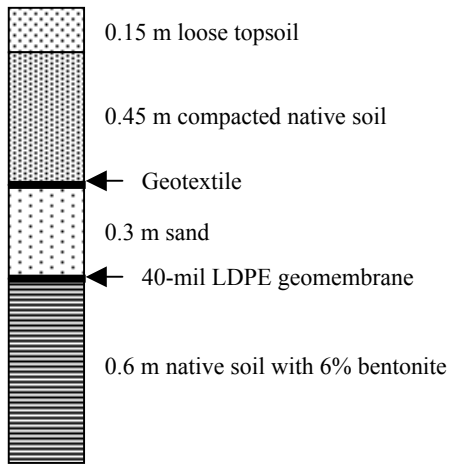 0.15 m loose topsoil
0.45 m compacted native soil
Geotextile
0.3 m sand
40-mil LDPE geomembrane
0.6 m native soil with 6% bentonite